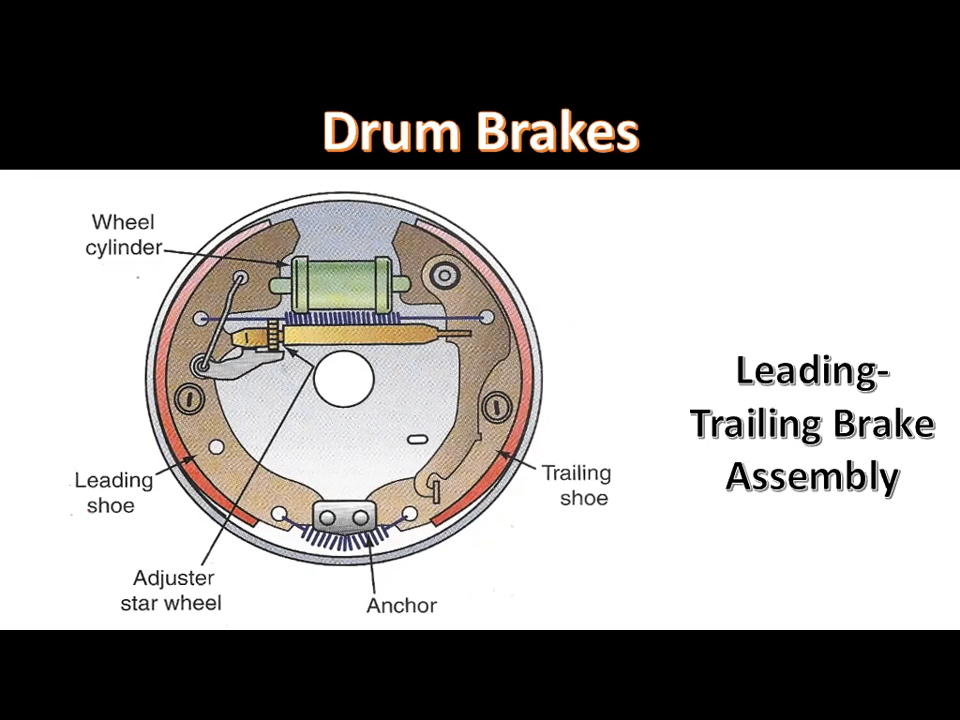 Drum Brakes
Wheel
cylinder
Leading
shoe
Trailing
shoe
Adjuster
star wheel
Anchor
Leading-
Trailing Brake
Assembly